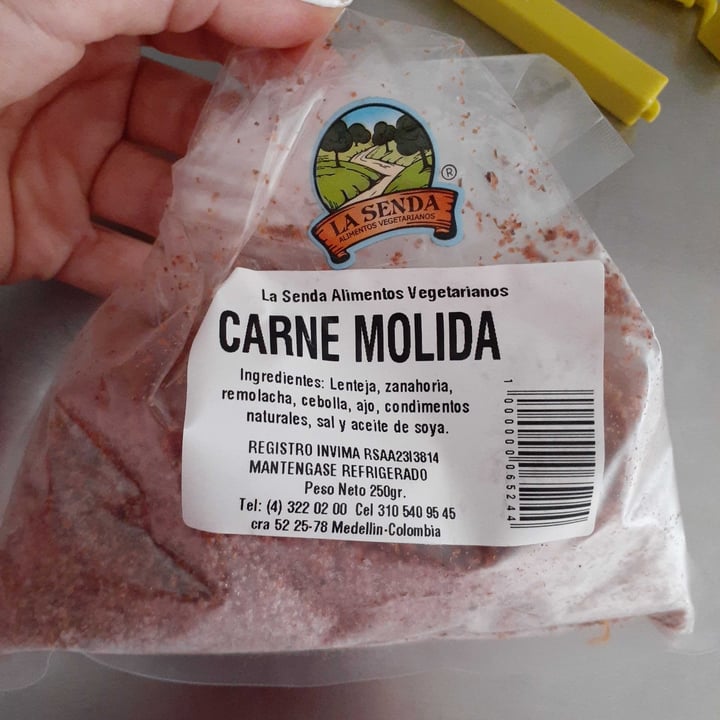 ®
LA SENDA
ALIMENTOS VEGETARIANOS
La Senda Alimentos Vegetarianos
CARNE MOLIDA
Ingredientes: Lenteja, zanahoria,
remolacha, cebolla, ajo, condimentos
naturales, sal y aceite de soya.
REGISTRO INVIMA RSAA23I3814
MANTENGASE REFRIGERADO
Peso Neto 250gr.
Tel: (4) 322 02 00 Cel 310 540 95 45
cra 52 25-78 Medellin-Colombia
1 000000 065244